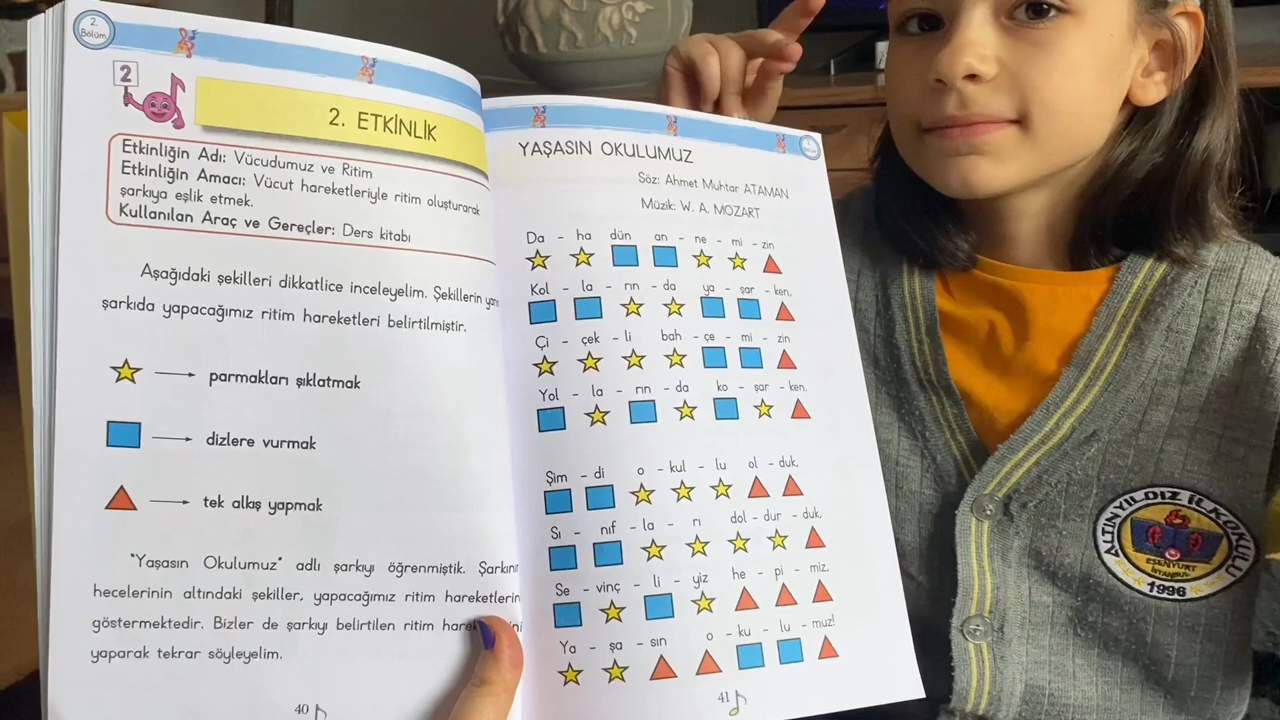 2.
Bölüm
2
2. ETKİNLİK
Etkinliğin Adı: Vücudumuz ve Ritim
Etkinliğin Amacı: Vücut hareketleriyle ritim oluşturarak
şarkıya eşlik etmek.
Kullanılan Araç ve Gereçler: Ders kitabı
Aşağıdaki şekilleri dikkatlice inceleyelim. Şekillerin
şarkıda yapacağımız ritim hareketleri belirtilmiştir.
parmakları şıklatmak
dizlere vurmak
tek alkış yapmak
"Yaşasın Okulumuz" adlı şarkıyı öğrenmiştik.
hecelerinin altındaki şekiller, yapacağımız ritim
göstermektedir. Bizler de şarkıyı belirtilen ritim
yaparak tekrar söyleyelim.
40
2.
Bölüm
YAŞASIN OKULUMUZ
Söz: Ahmet Muhtar ATAMAN
Müzik: W. A. MOZART
Da - ha dün an - ne - mi - zin
Kol - la - rın - da ya - şar - ken.
Çi - çek - li bah - çe - mi - zin
Yol - la - rın - da ko - şar - ken.
Şim - di o - kul - lu ol - duk,
Sı - nıf - la - rı dol - dur - duk,
Se - vinç - li - yiz he - pi - miz,
Ya - şa - sın o - ku - lu - muz!
41
ALTIN YILDIZ İLKOKULU
ESENYURT
İSTANBUL
1996